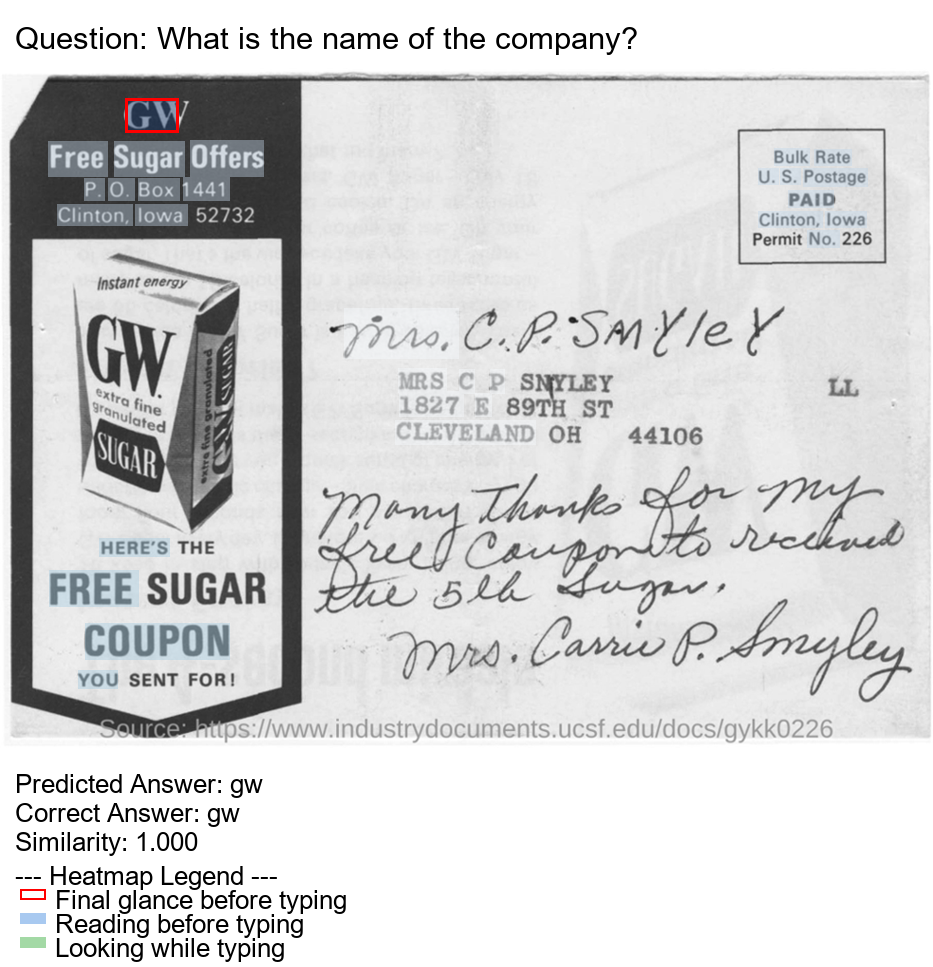 Question: What is the name of the company?
GW
Free Sugar Offers
P. O. Box 1441
Clinton, Iowa 52732
Bulk Rate
U. S. Postage
PAID
Clinton, Iowa
Permit No. 226
Instant energy
GW.
extra fine
granulated
SUGAR
extra fine granulated
Mrs. C. P. SMYleY
MRS C P SMYLEY
1827 E 89TH ST
CLEVELAND OH 44106
LL
Many Thanks for my
free Coupon to received
the 5 lb Sugar.
Mrs. Carrie P. Smyley
HERE'S THE
FREE SUGAR
COUPON
YOU SENT FOR!
Source: https://www.industrydocuments.ucsf.edu/docs/gykk0226
Predicted Answer: gw
Correct Answer: gw
Similarity: 1.000
--- Heatmap Legend ---
Final glance before typing
Reading before typing
Looking while typing